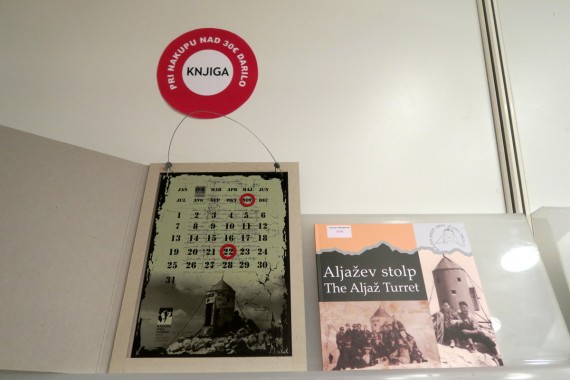 PRI NAKUPU NAD 30€ DARILO
KNJIGA
JAN MAR APR MAJ JUN
JUL AVG SEP OKT NOV DEC
1 2 3 4 5 6
7 8 9 10 11 12
13 14 15 16 17 18
19 20 21 22 23 24
25 26 27 28 29 30
31
Aljažev stolp
The Aljaž Turret